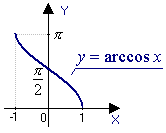 Y
π
y = arccos x
π/2
-1 0 1 X